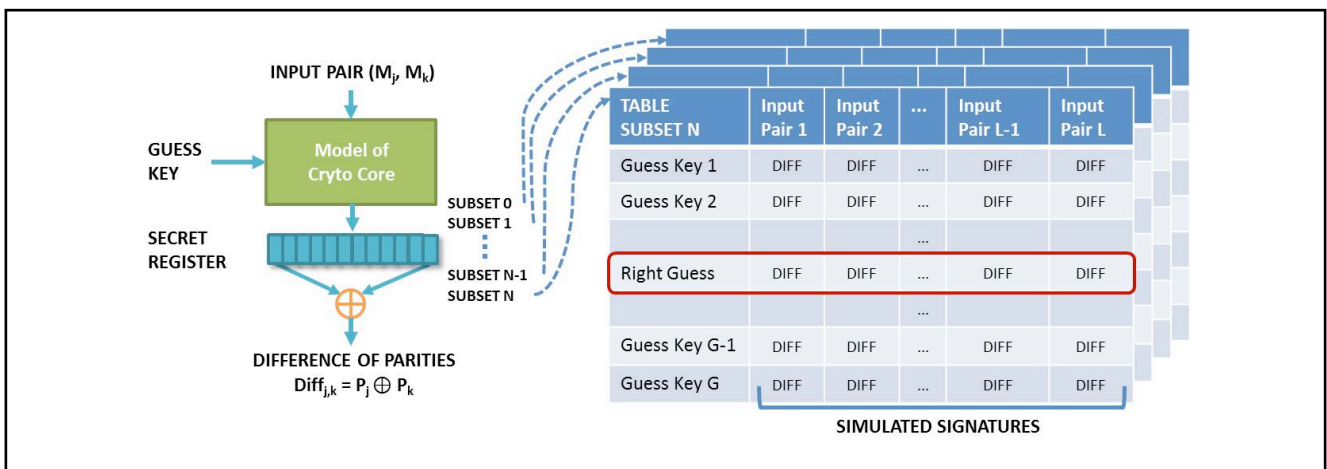 INPUT PAIR (Mj, Mk)
GUESS
KEY
Model of
Cryto Core
SECRET
REGISTER
SUBSET 0
SUBSET 1
SUBSET N-1
SUBSET N
DIFFERENCE OF PARITIES
Diffj,k = Pj ⊕ Pk
TABLE SUBSET N Input Pair 1 Input Pair 2 ... Input Pair L-1 Input Pair L
Guess Key 1 DIFF DIFF ... DIFF DIFF
Guess Key 2 DIFF DIFF ... DIFF DIFF
...
Right Guess DIFF DIFF ... DIFF DIFF
...
Guess Key G-1 DIFF DIFF ... DIFF DIFF
Guess Key G DIFF DIFF ... DIFF DIFF
SIMULATED SIGNATURES